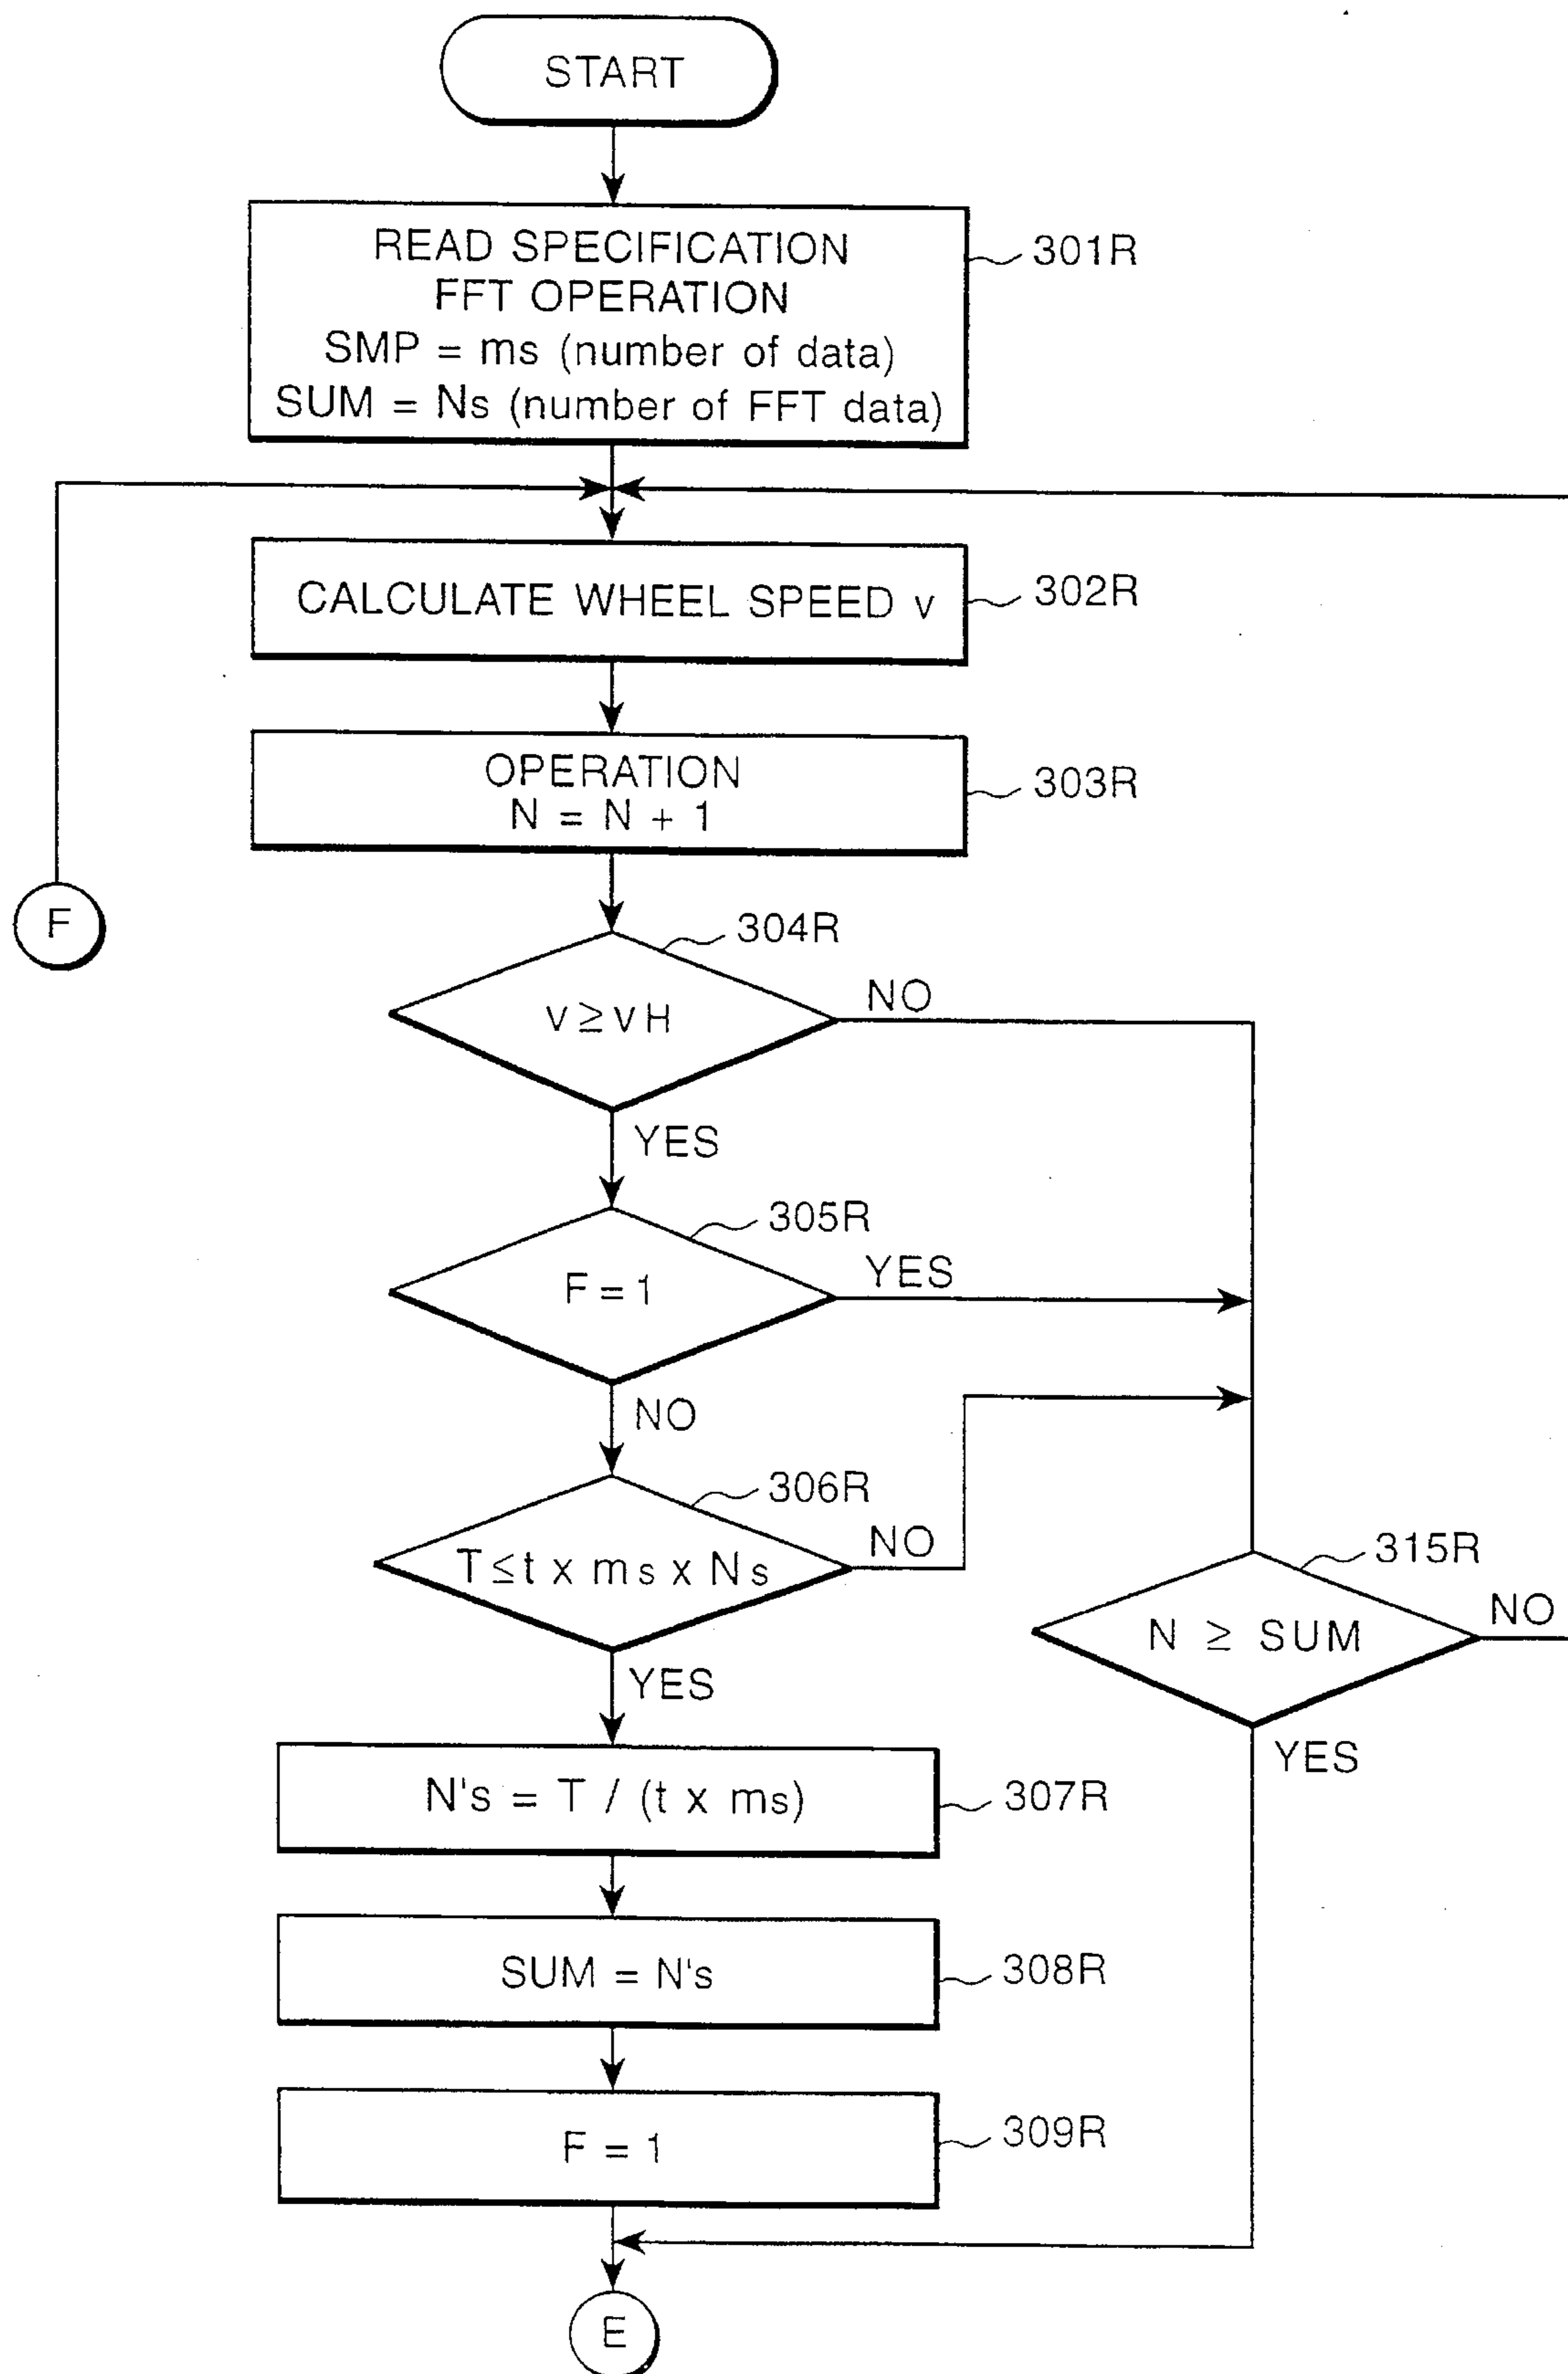 START
READ SPECIFICATION
FFT OPERATION
SMP = ms (number of data)
SUM = Ns (number of FFT data)
301R
CALCULATE WHEEL SPEED v
302R
OPERATION
N = N + 1
303R
F
304R
v ≥ vH
NO
YES
305R
F = 1
YES
NO
306R
T ≤ t x ms x Ns
NO
YES
315R
N ≥ SUM
NO
YES
N's = T / (t x ms)
307R
SUM = N's
308R
F = 1
309R
E